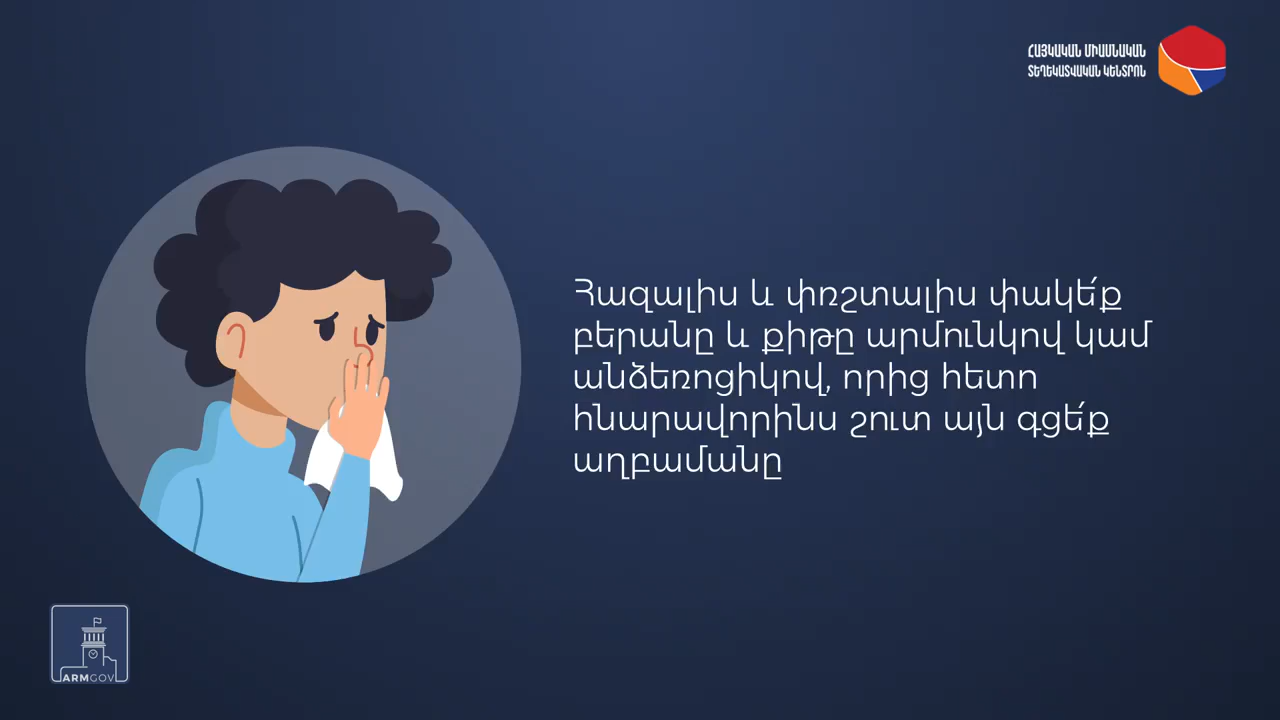 ՀԱՅԿԱԿԱՆ ՄԻԱՍՆԱԿԱՆ
ՏԵՂԵԿԱՏՎԱԿԱՆ ԿԵՆՏՐՈՆ
Հազալիս և փռշտալիս փակե՛ք
բերանը և քիթը արմունկով կամ
անձեռոցիկով, որից հետո
հնարավորինս շուտ այն գցե՛ք
աղբամանը
ARMGOV